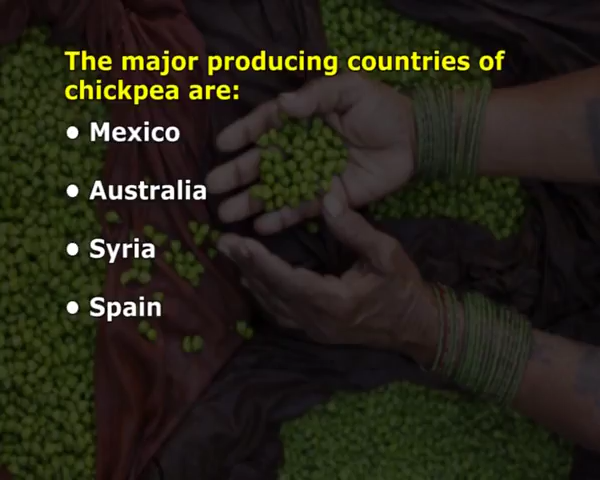 The major producing countries of
chickpea are:
• Mexico
• Australia
• Syria
• Spain